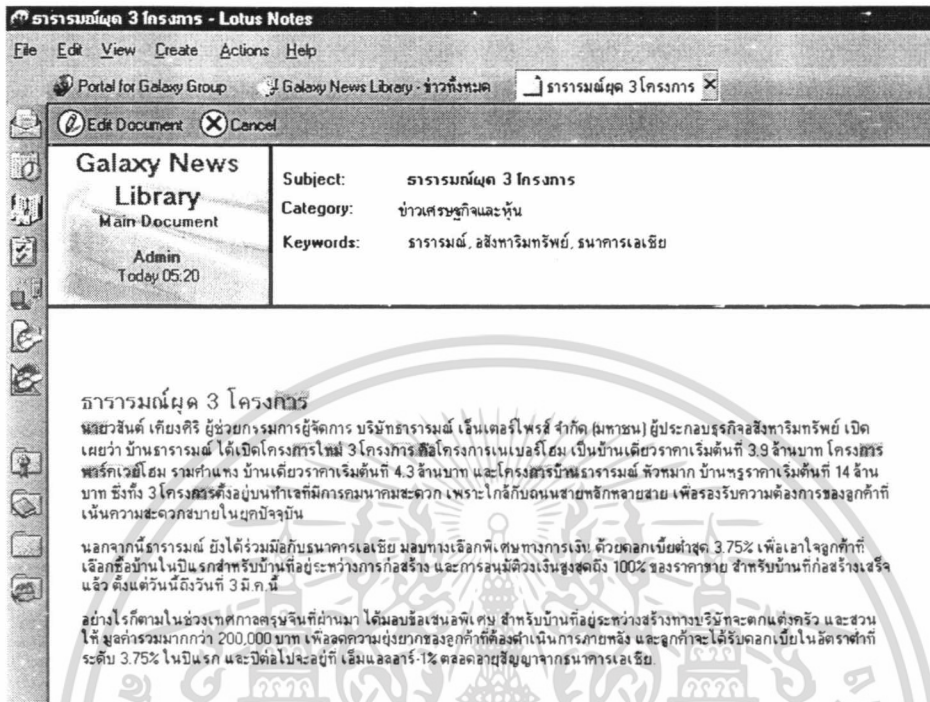 ธารารมณ์ผุด 3 โครงการ - Lotus Notes
File Edit View Create Actions Help
Portal for Galaxy Group Galaxy News Library - ข่าวทั้งหมด ธารารมณ์ผุด 3 โครงการ
Edit Document Cancel
Galaxy News
Library
Main Document
Admin
Today 05:20
Subject: ธารารมณ์ผุด 3 โครงการ
Category: ข่าวเศรษฐกิจและหุ้น
Keywords: ธารารมณ์, อสังหาริมทรัพย์, ธนาคารเอเชีย
ธารารมณ์ผุด 3 โครงการ
นายวสันต์ เคียงศิริ ผู้ช่วยกรรมการผู้จัดการ บริษัทธารารมณ์ เอ็นเตอร์ไพรส์ จำกัด (มหาชน) ผู้ประกอบธุรกิจอสังหาริมทรัพย์ เปิด
เผยว่า บ้านธารารมณ์ ได้เปิดโครงการใหม่ 3 โครงการ คือโครงการเนเบอร์โฮม เป็นบ้านเดี่ยวราคาเริ่มต้นที่ 3.9 ล้านบาท โครงการ
พาร์คเวย์โฮม รามคำแหง บ้านเดี่ยวราคาเริ่มต้นที่ 4.3 ล้านบาท และโครงการบ้านธารารมณ์ หัวหมาก บ้านหรูราคาเริ่มต้นที่ 14 ล้าน
บาท ซึ่งทั้ง 3 โครงการตั้งอยู่บนทำเลที่มีการคมนาคมสะดวก เพราะใกล้กับถนนสายหลักหลายสาย เพื่อรองรับความต้องการของลูกค้าที่
เน้นความสะดวกสบายในยุคปัจจุบัน
นอกจากนี้ธารารมณ์ ยังได้ร่วมมือกับธนาคารเอเชีย มอบทางเลือกพิเศษทางการเงิน ด้วยดอกเบี้ยต่ำสุด 3.75% เพื่อเอาใจลูกค้าที่
เลือกซื้อบ้านในปีแรกสำหรับบ้านที่อยู่ระหว่างการก่อสร้าง และการอนุมัติวงเงินสูงสุดถึง 100% ของราคาขาย สำหรับบ้านที่ก่อสร้างเสร็จ
แล้ว ตั้งแต่วันนี้ถึงวันที่ 3 มี.ค.นี้
อย่างไรก็ตามในช่วงเทศกาลตรุษจีนที่ผ่านมา ได้มอบข้อเสนอพิเศษ สำหรับบ้านที่อยู่ระหว่างสร้างทางบริษัทจะตกแต่งครัว และสวน
ให้ มูลค่ารวมมากกว่า 200,000 บาท เพื่อลดความยุ่งยากของลูกค้าที่ต้องดำเนินการภายหลัง และลูกค้าจะได้รับดอกเบี้ยในอัตราต่ำที่
ระดับ 3.75% ในปีแรก และปีต่อไปจะอยู่ที่ เอ็มแอลอาร์-1% ตลอดอายุสัญญาจากธนาคารเอเชีย